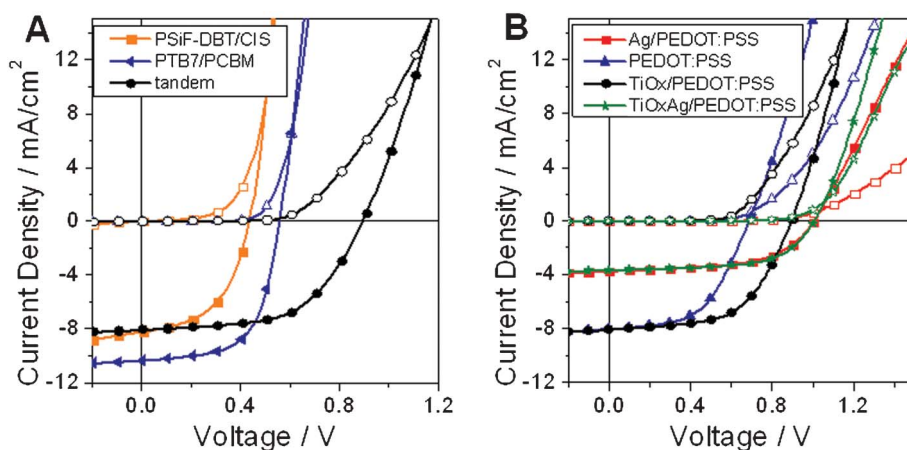 A
PSiF-DBT/CIS
PTB7/PCBM
tandem
Current Density / mA/cm²
12
8
4
0
-4
-8
-12
0.0 0.4 0.8 1.2
Voltage / V
B
Ag/PEDOT:PSS
PEDOT:PSS
TiOx/PEDOT:PSS
TiOxAg/PEDOT:PSS
Current Density / mA/cm²
12
8
4
0
-4
-8
-12
0.0 0.4 0.8 1.2
Voltage / V